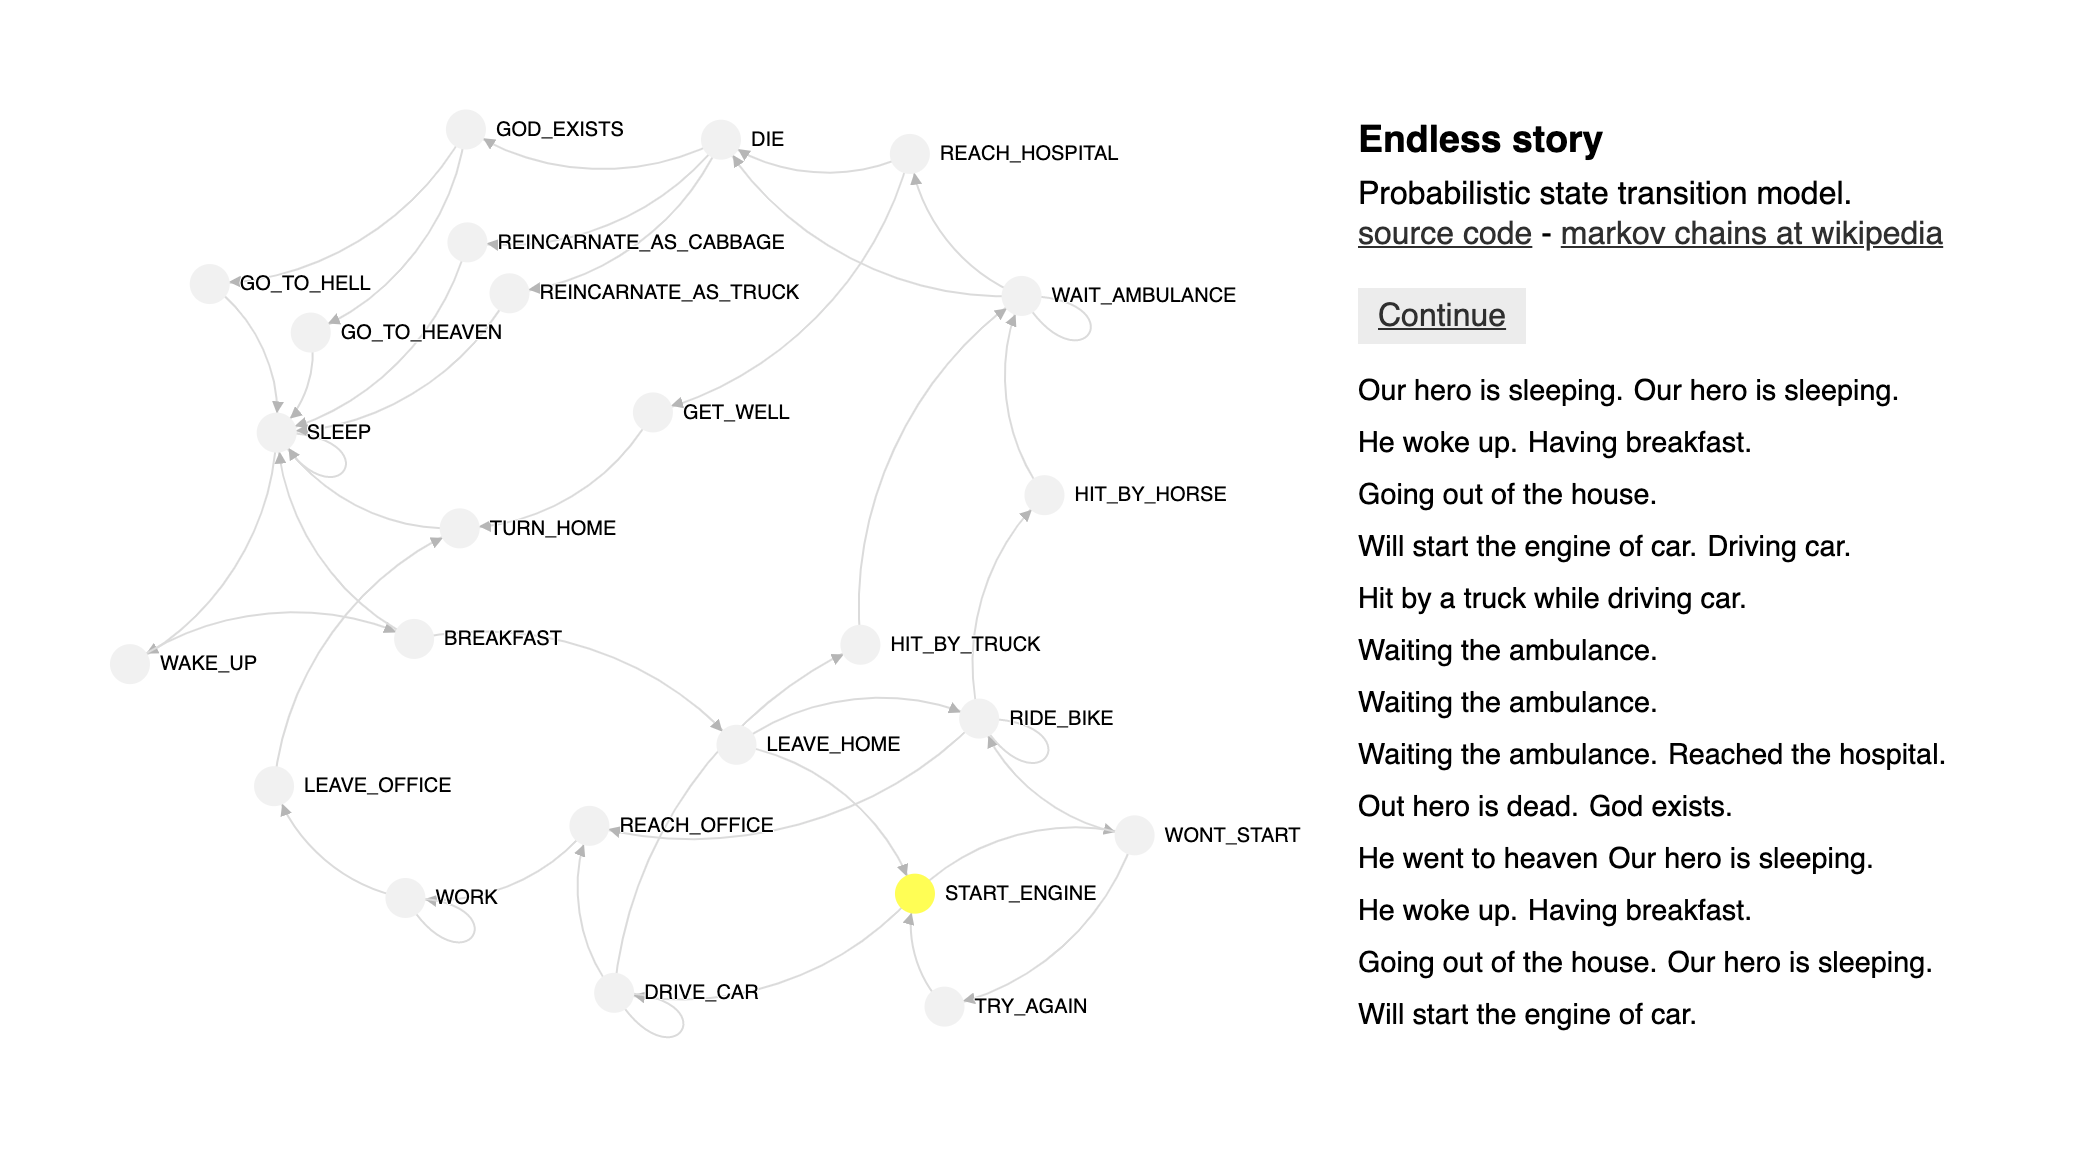 GOD_EXISTS
DIE
REACH_HOSPITAL
REINCARNATE_AS_CABBAGE
GO_TO_HELL
REINCARNATE_AS_TRUCK
WAIT_AMBULANCE
GO_TO_HEAVEN
GET_WELL
SLEEP
HIT_BY_HORSE
TURN_HOME
BREAKFAST
HIT_BY_TRUCK
WAKE_UP
RIDE_BIKE
LEAVE_HOME
LEAVE_OFFICE
REACH_OFFICE
WONT_START
START_ENGINE
WORK
DRIVE_CAR
TRY_AGAIN
Endless story
Probabilistic state transition model.
source code - markov chains at wikipedia
Continue
Our hero is sleeping. Our hero is sleeping.
He woke up. Having breakfast.
Going out of the house.
Will start the engine of car. Driving car.
Hit by a truck while driving car.
Waiting the ambulance.
Waiting the ambulance.
Waiting the ambulance. Reached the hospital.
Out hero is dead. God exists.
He went to heaven Our hero is sleeping.
He woke up. Having breakfast.
Going out of the house. Our hero is sleeping.
Will start the engine of car.